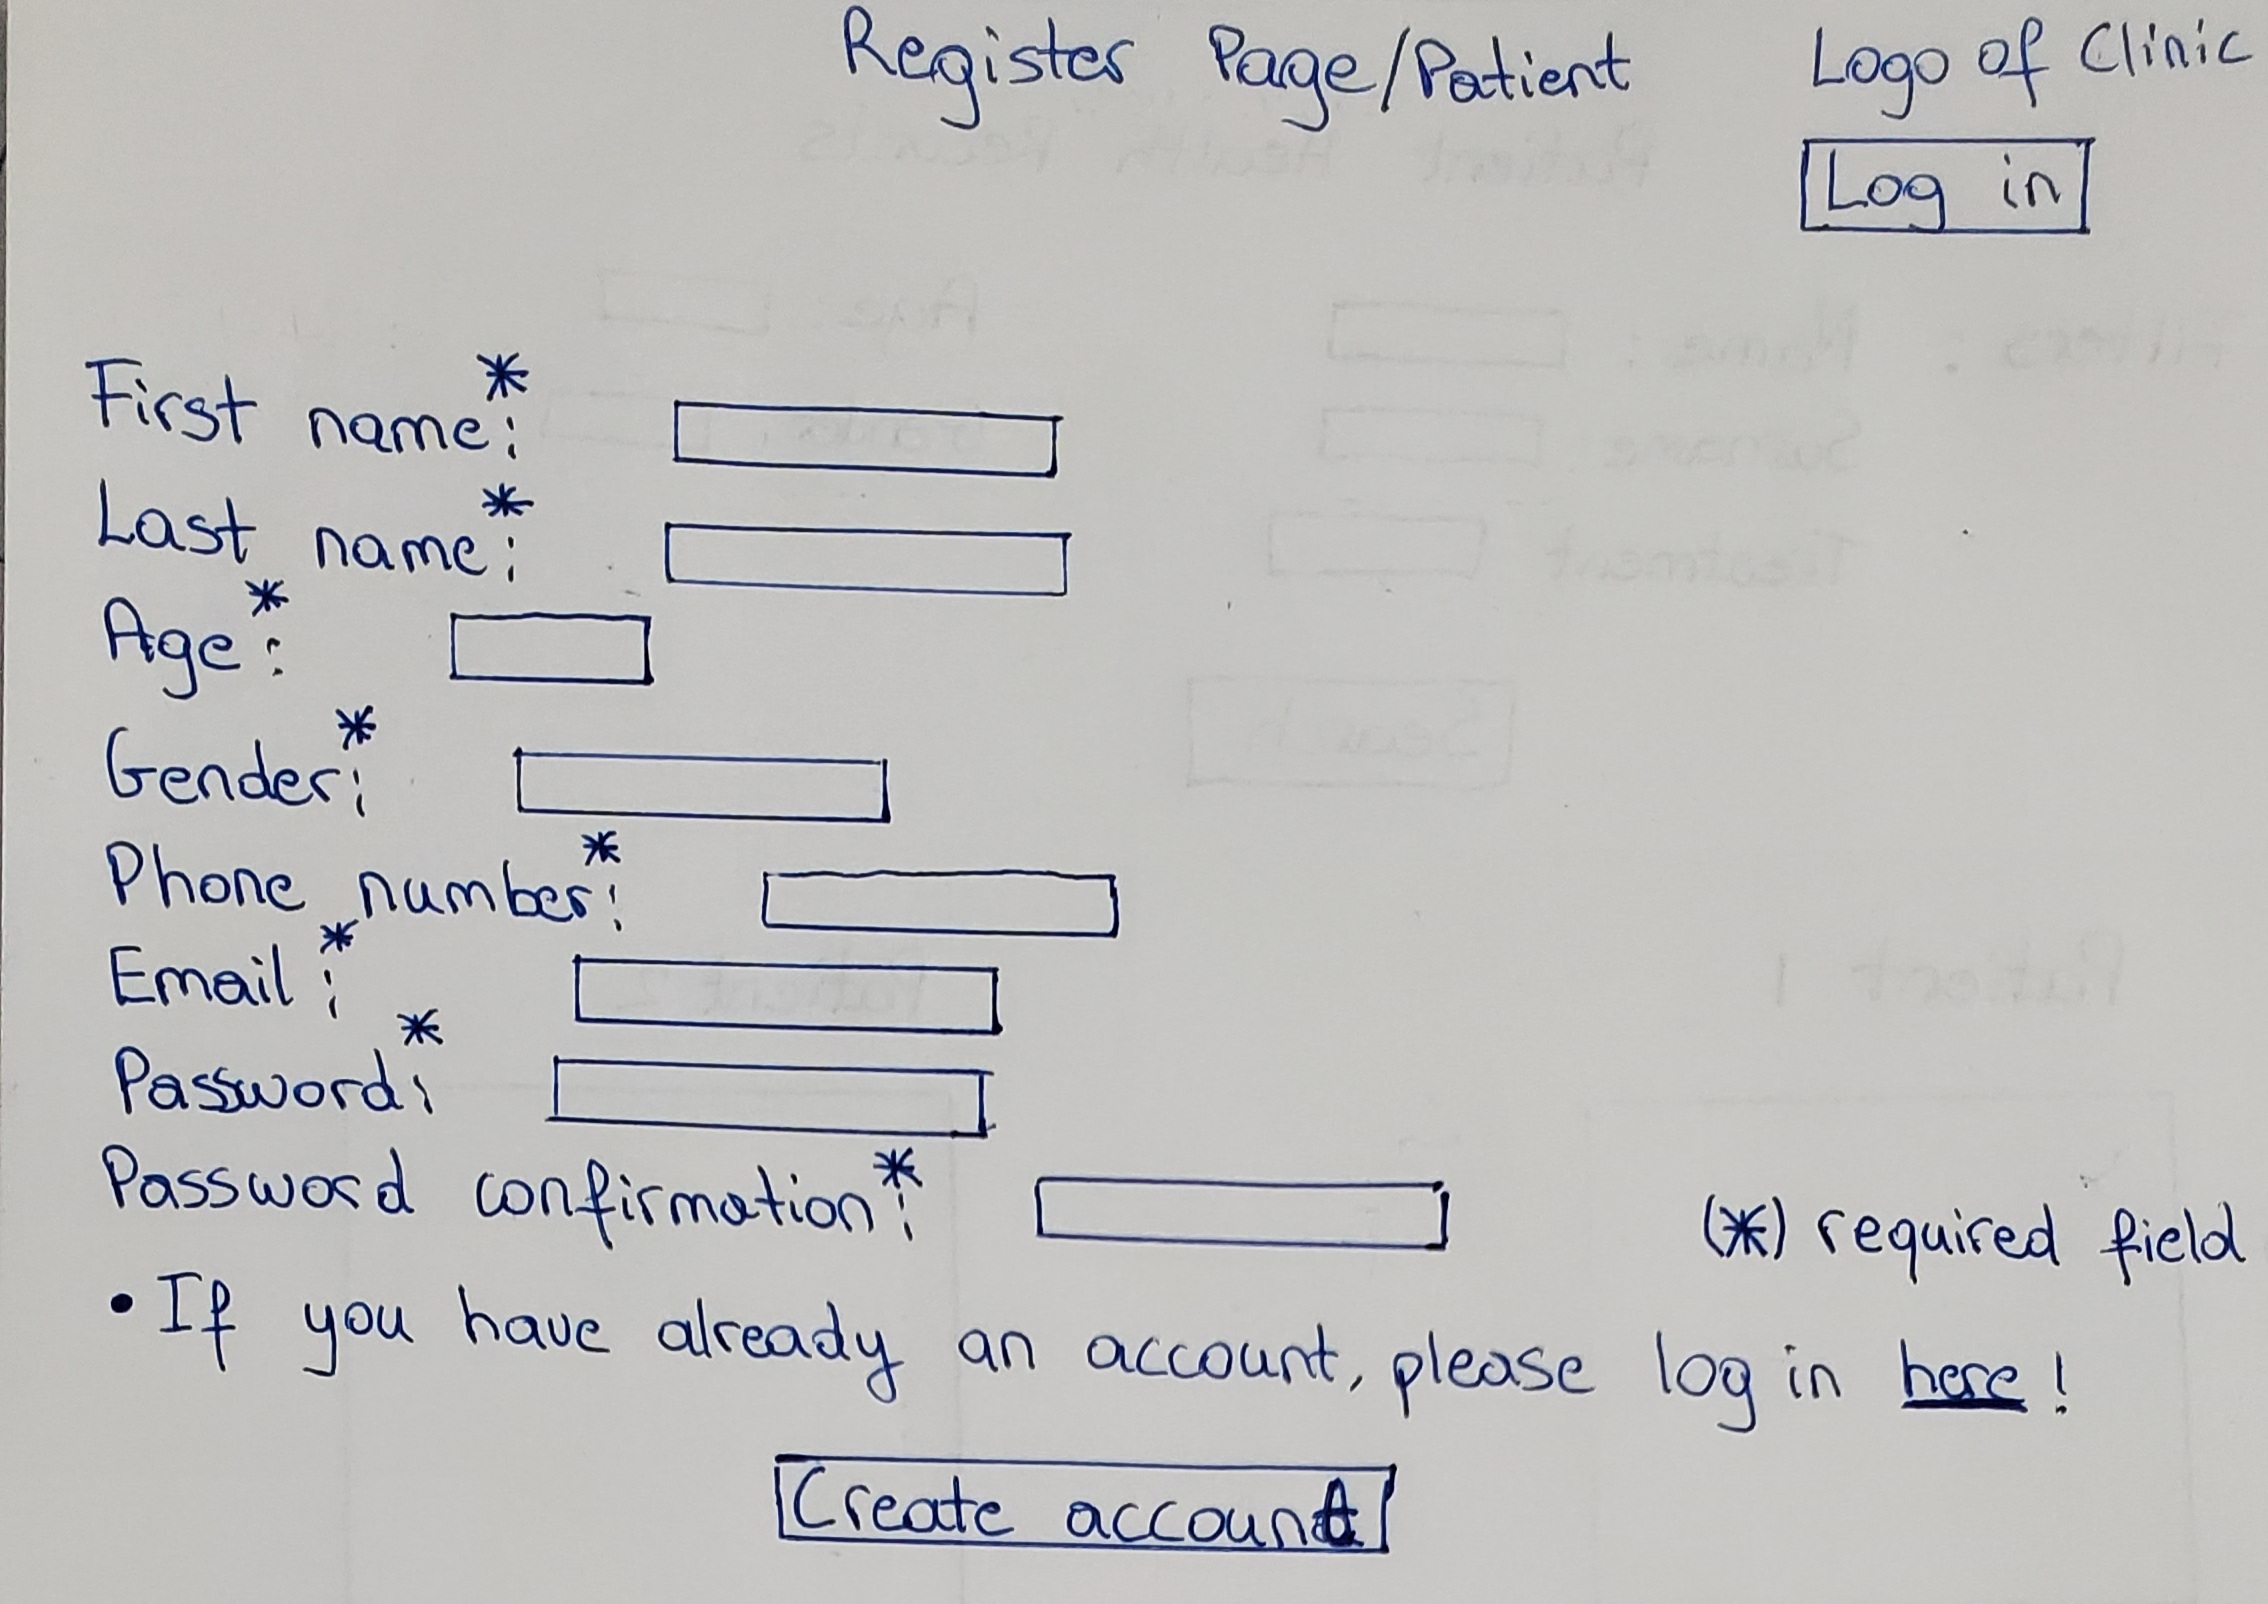 Register Page/Patient Logo of Clinic
Log in
First name*:
Last name*:
Age*:
Gender*:
Phone number*:
Email*:
Password*:
Password confirmation*:
(*) required field
• If you have already an account, please log in here!
Create account